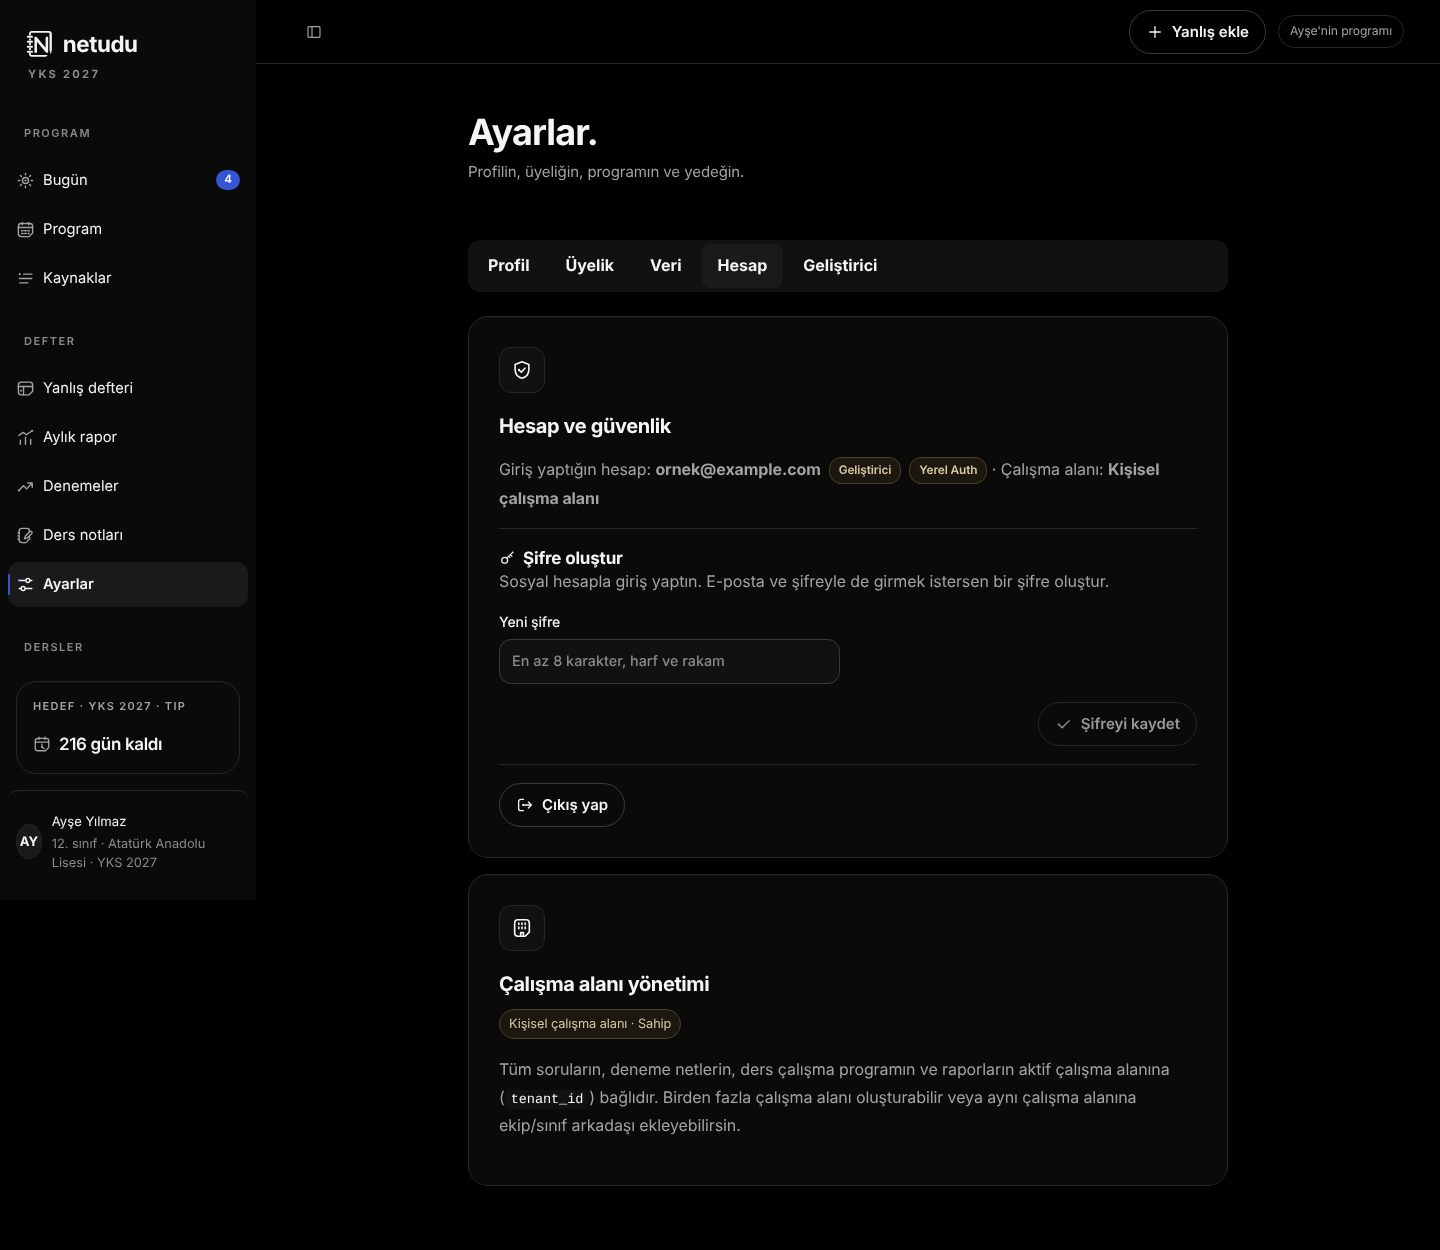 netudu
YKS 2027
PROGRAM
Bugün
4
Program
Kaynaklar
DEFTER
Yanlış defteri
Aylık rapor
Denemeler
Ders notları
Ayarlar
DERSLER
HEDEF · YKS 2027 · TIP
216 gün kaldı
AY
Ayşe Yılmaz
12. sınıf · Atatürk Anadolu
Lisesi · YKS 2027
Yanlış ekle
Ayşe'nin programı
Ayarlar.
Profilin, üyeliğin, programın ve yedeğin.
Profil Üyelik Veri Hesap Geliştirici
Hesap ve güvenlik
Giriş yaptığın hesap: ornek@example.com Geliştirici Yerel Auth · Çalışma alanı: Kişisel
çalışma alanı
Şifre oluştur
Sosyal hesapla giriş yaptın. E-posta ve şifreyle de girmek istersen bir şifre oluştur.
Yeni şifre
En az 8 karakter, harf ve rakam
Şifreyi kaydet
Çıkış yap
Çalışma alanı yönetimi
Kişisel çalışma alanı · Sahip
Tüm soruların, deneme netlerin, ders çalışma programın ve raporların aktif çalışma alanına
( tenant_id ) bağlıdır. Birden fazla çalışma alanı oluşturabilir veya aynı çalışma alanına
ekip/sınıf arkadaşı ekleyebilirsin.